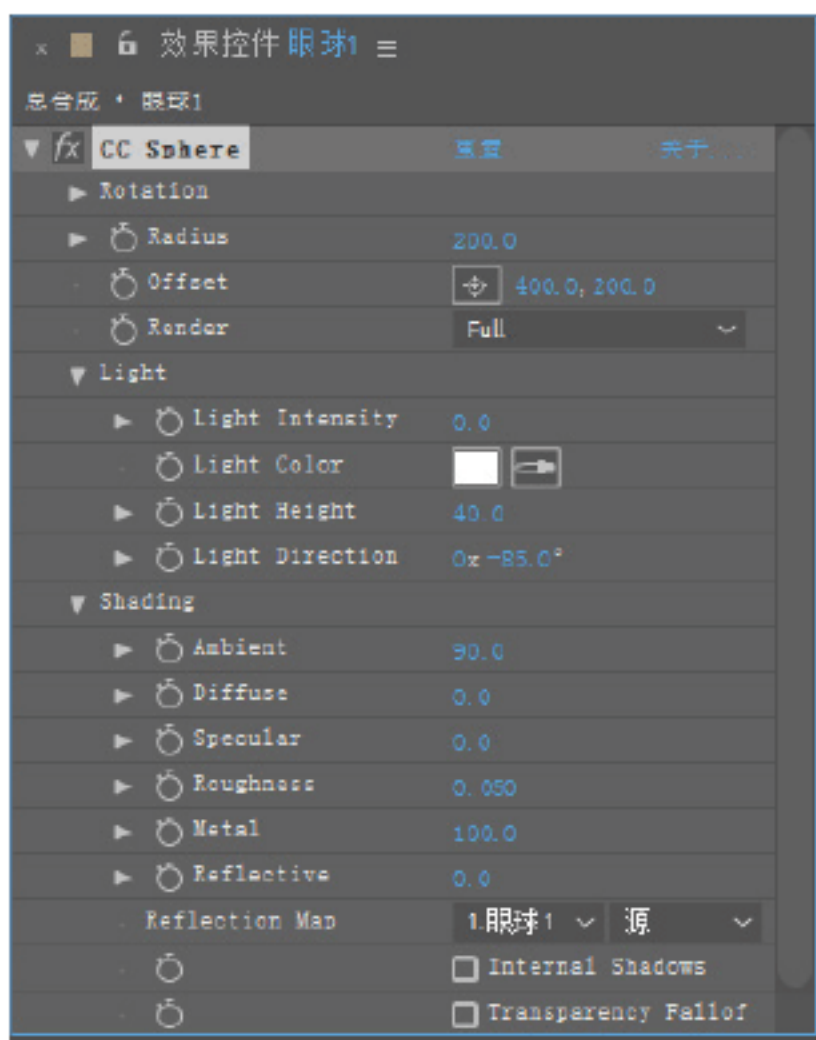 效果控件 眼球1
总合成 · 眼球1
fx CC Sphere 重置 关于...
Rotation
Radius 200.0
Offset 400.0, 200.0
Render Full
Light
Light Intensity 0.0
Light Color
Light Height 40.0
Light Direction 0x -85.0°
Shading
Ambient 90.0
Diffuse 0.0
Specular 0.0
Roughness 0.050
Metal 100.0
Reflective 0.0
Reflection Map 1.眼球1 源
Internal Shadows
Transparency Fallof